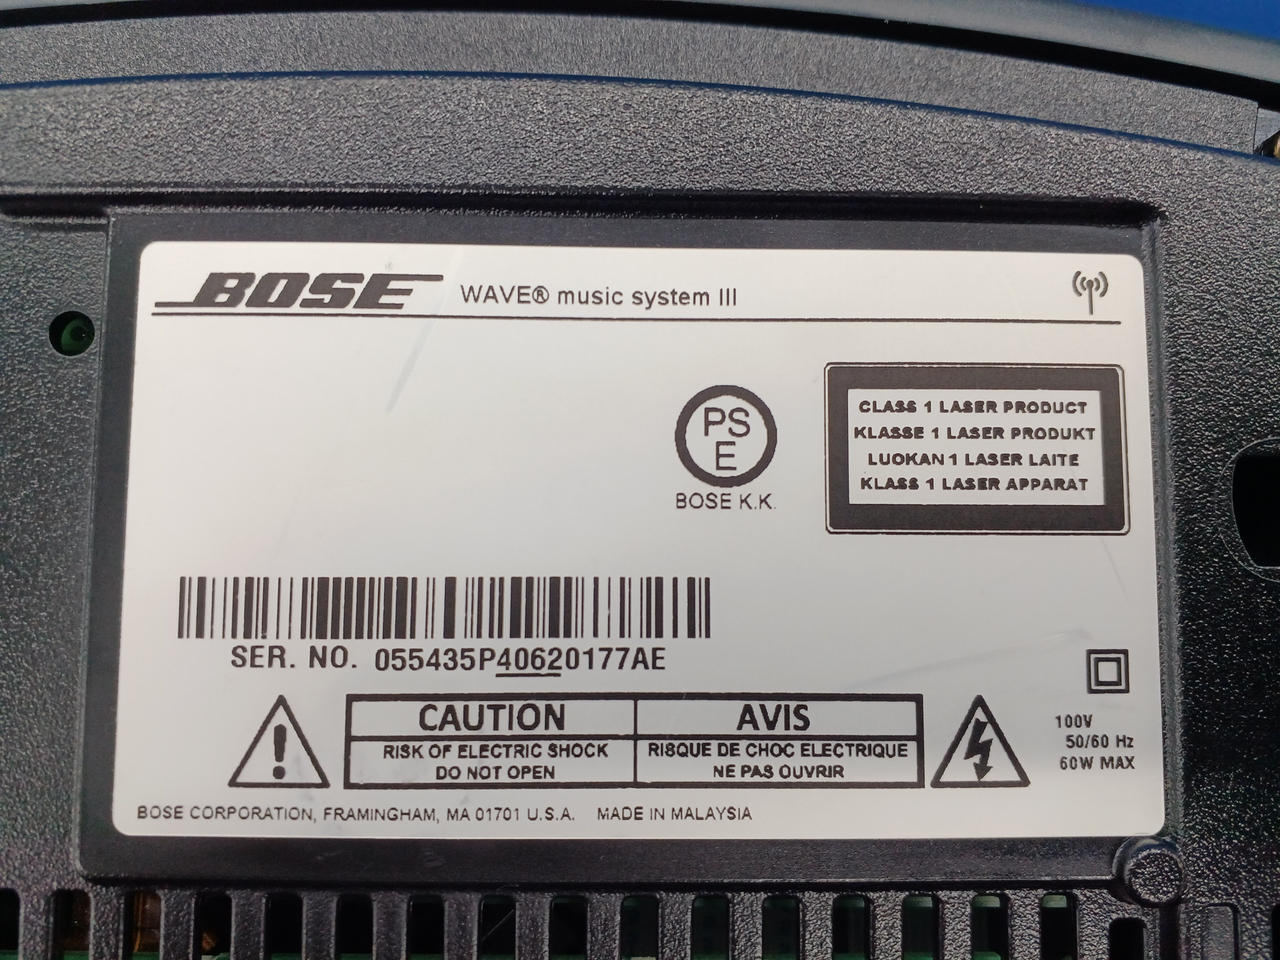 BOSE WAVE® music system III
PS
E
BOSE K.K.
CLASS 1 LASER PRODUCT
KLASSE 1 LASER PRODUKT
LUOKAN 1 LASER LAITE
KLASS 1 LASER APPARAT
SER. NO. 055435P40620177AE
CAUTION
RISK OF ELECTRIC SHOCK
DO NOT OPEN
AVIS
RISQUE DE CHOC ELECTRIQUE
NE PAS OUVRIR
100V
50/60 Hz
60W MAX
BOSE CORPORATION, FRAMINGHAM, MA 01701 U.S.A. MADE IN MALAYSIA